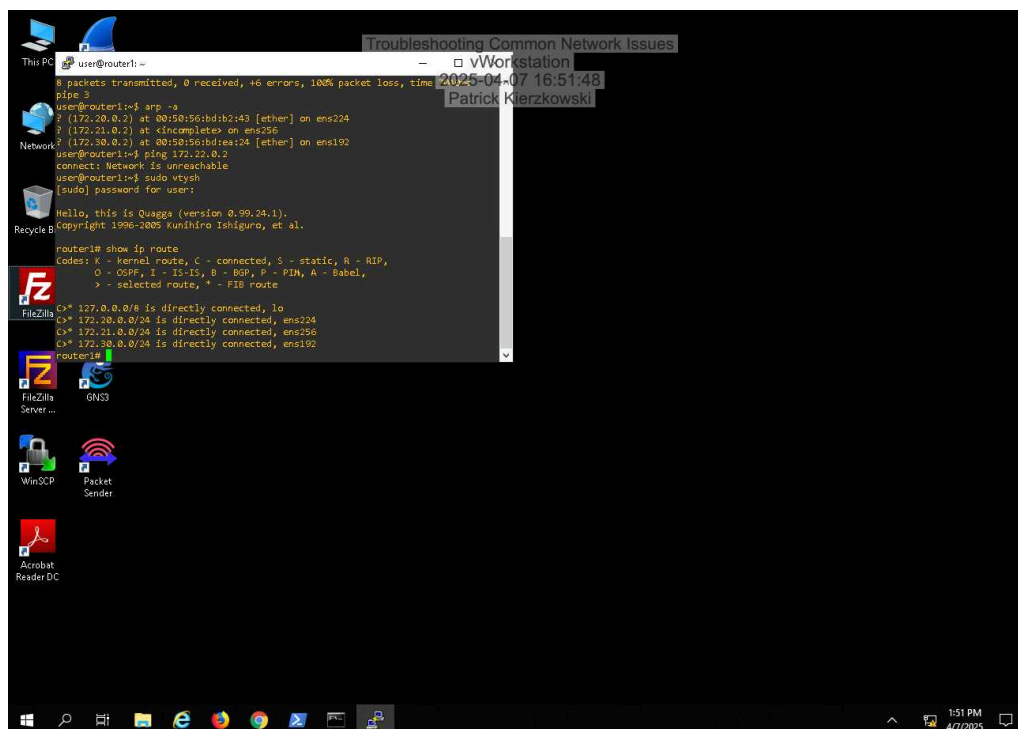 Troubleshooting Common Network Issues
vWorkstation
2025-04-07 16:51:48
Patrick Kierzkowski
This PC
Network
Recycle B
FileZilla
FileZilla
Server ...
GNS3
WinSCP
Packet
Sender
Acrobat
Reader DC
user@router1: ~
8 packets transmitted, 0 received, +6 errors, 100% packet loss, time
pipe 3
user@router1:~$ arp -a
? (172.20.0.2) at 00:50:56:bd:b2:43 [ether] on ens224
? (172.21.0.2) at <incomplete> on ens256
? (172.30.0.2) at 00:50:56:bd:ea:24 [ether] on ens192
user@router1:~$ ping 172.22.0.2
connect: Network is unreachable
user@router1:~$ sudo vtysh
[sudo] password for user:
Hello, this is Quagga (version 0.99.24.1).
Copyright 1996-2005 Kunihiro Ishiguro, et al.
router1# show ip route
Codes: K - kernel route, C - connected, S - static, R - RIP,
O - OSPF, I - IS-IS, B - BGP, P - PIM, A - Babel,
> - selected route, * - FIB route
C>* 127.0.0.0/8 is directly connected, lo
C>* 172.20.0.0/24 is directly connected, ens224
C>* 172.21.0.0/24 is directly connected, ens256
C>* 172.30.0.0/24 is directly connected, ens192
router1#
1:51 PM
4/7/2025